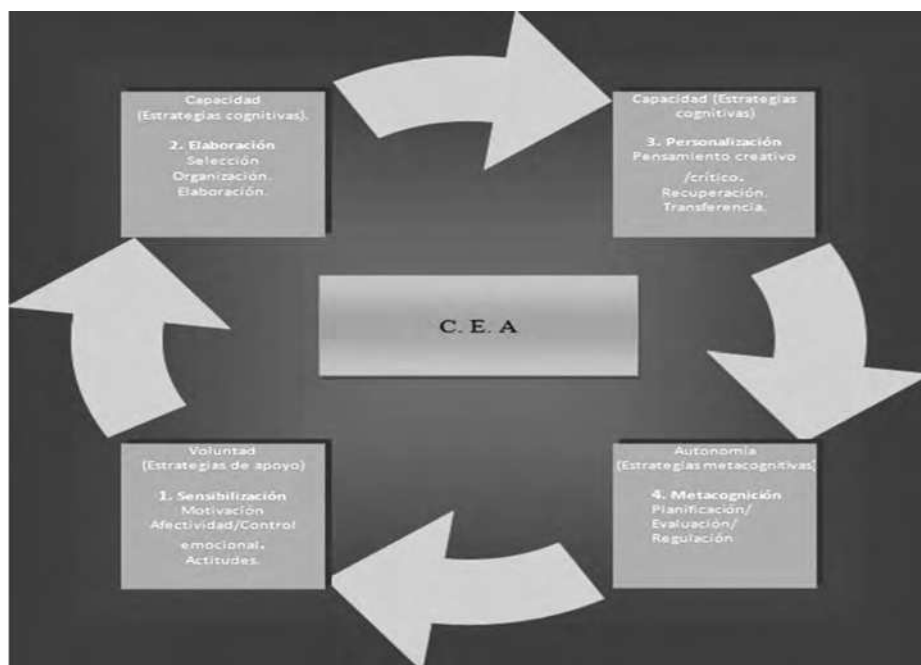 Capacidad
(Estrategias cognitivas).
2. Elaboración
Selección
Organización.
Elaboración.
Capacidad (Estrategias
cognitivas)
3. Personalización
Pensamiento creativo
/crítico.
Recuperación.
Transferencia.
C. E. A
Voluntad
(Estrategias de apoyo)
1. Sensibilización
Motivación
Afectividad/Control
emocional.
Actitudes.
Autonomía
(Estrategias metacognitivas)
4. Metacognición
Planificación/
Evaluación/
Regulación